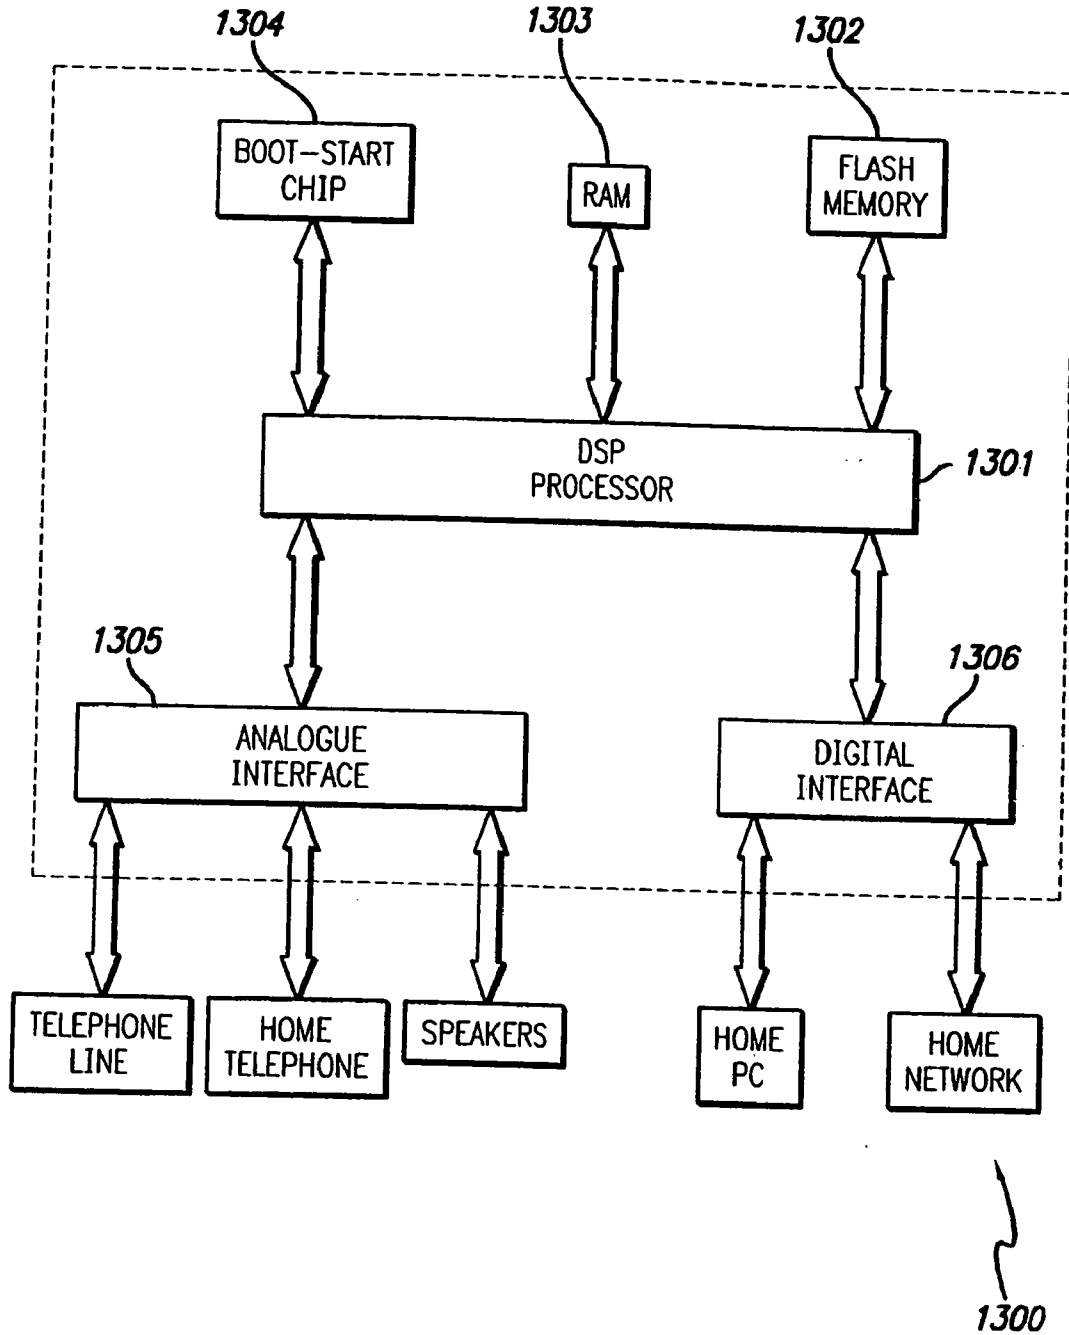 1304
1303
1302
BOOT-START
CHIP
RAM
FLASH
MEMORY
DSP
PROCESSOR
1301
1305
1306
ANALOGUE
INTERFACE
DIGITAL
INTERFACE
TELEPHONE
LINE
HOME
TELEPHONE
SPEAKERS
HOME
PC
HOME
NETWORK
1300